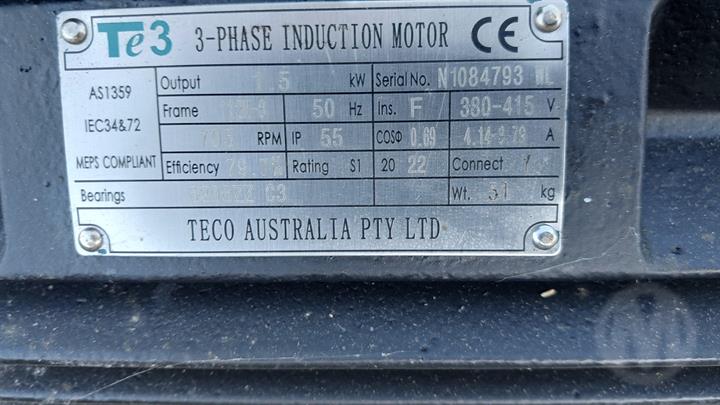 Te3 3-PHASE INDUCTION MOTOR CE
AS1359
IEC34&72
MEPS COMPLIANT
Output 1.5 kW Serial No. N1084793 WL
Frame 50 Hz Ins. F 380-415 V
RPM IP 55 COSΦ 0.69 A
Efficiency Rating S1 20 22 Connect
Bearings C3 Wt. 51 kg
TECO AUSTRALIA PTY LTD
M